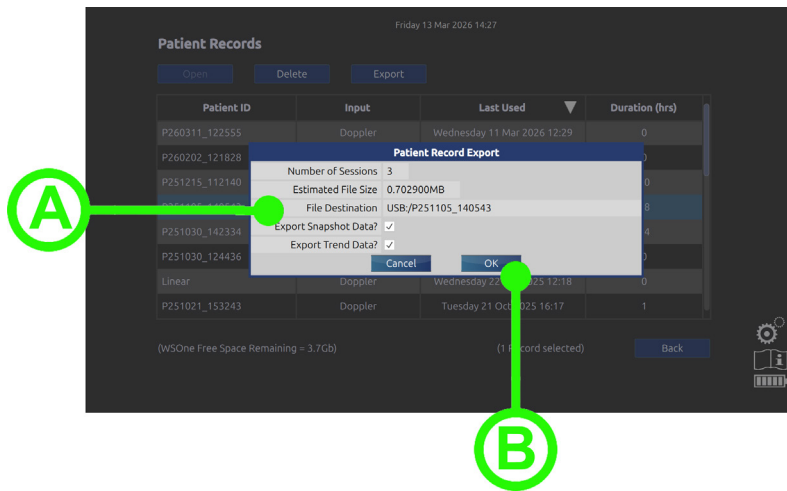 Friday 13 Mar 2026 14:27
Patient Records
Open Delete Export
Patient ID Input Last Used Duration (hrs)
P260311_122555 Doppler Wednesday 11 Mar 2026 12:29 0
P260202_121828
Patient Record Export
Number of Sessions 3
P251215_112140
Estimated File Size 0.702900MB
File Destination USB:/P251105_140543
8
Export Snapshot Data?
P251030_142334 4
Export Trend Data?
P251030_124436
Cancel OK
Linear Doppler Wednesday 22 2025 12:18 0
P251021_153243 Doppler Tuesday 21 Oct 2025 16:17 1
(WSOne Free Space Remaining = 3.7Gb) (1 Record selected) Back
A
B
i